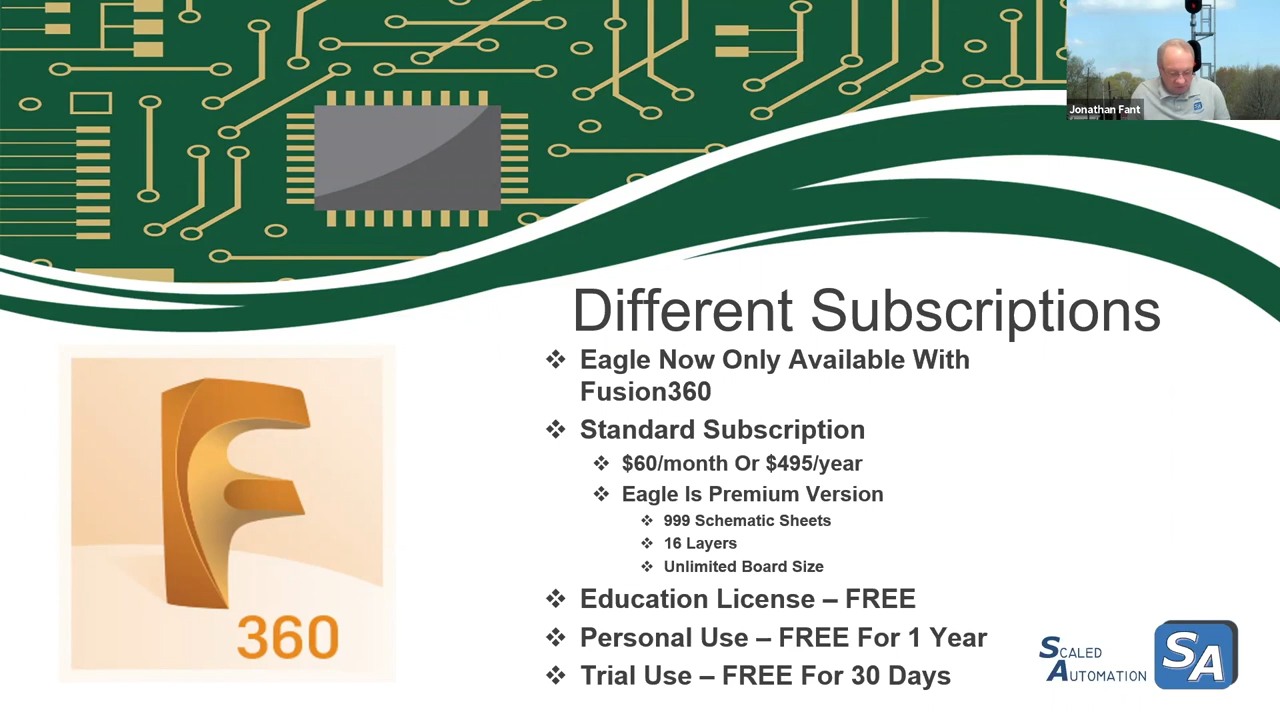 Jonathan Fant
Different Subscriptions
❖ Eagle Now Only Available With
Fusion360
❖ Standard Subscription
❖ $60/month Or $495/year
❖ Eagle Is Premium Version
❖ 999 Schematic Sheets
❖ 16 Layers
❖ Unlimited Board Size
❖ Education License – FREE
❖ Personal Use – FREE For 1 Year
❖ Trial Use – FREE For 30 Days
F
360
SCALED
AUTOMATION
SA